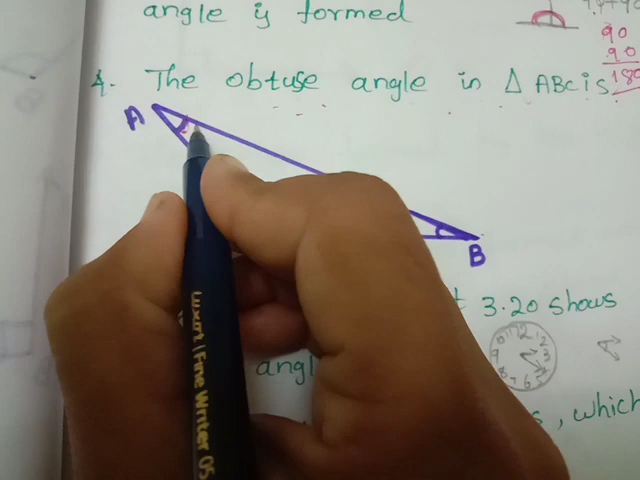 angle is formed
90
90
180
4. The obtuse angle in △ ABC is
A
B
3.20 shows
angl
, which
Luxor | Fine Writer 05